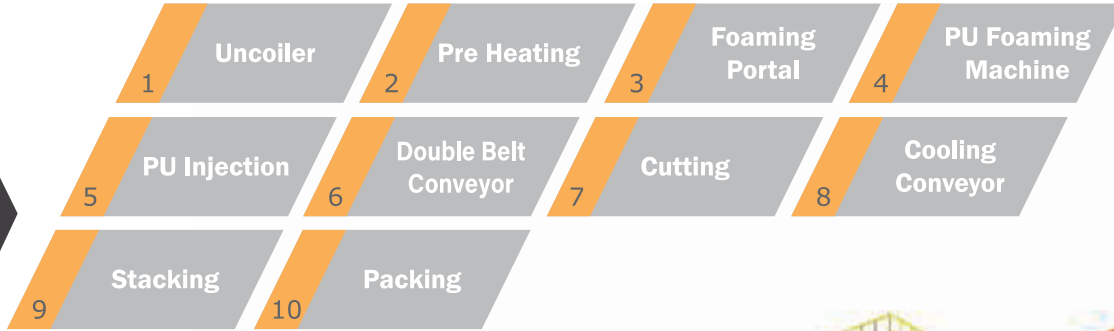 1 Uncoiler
2 Pre Heating
3 Foaming
Portal
4 PU Foaming
Machine
5 PU Injection
6 Double Belt
Conveyor
7 Cutting
8 Cooling
Conveyor
9 Stacking
10 Packing